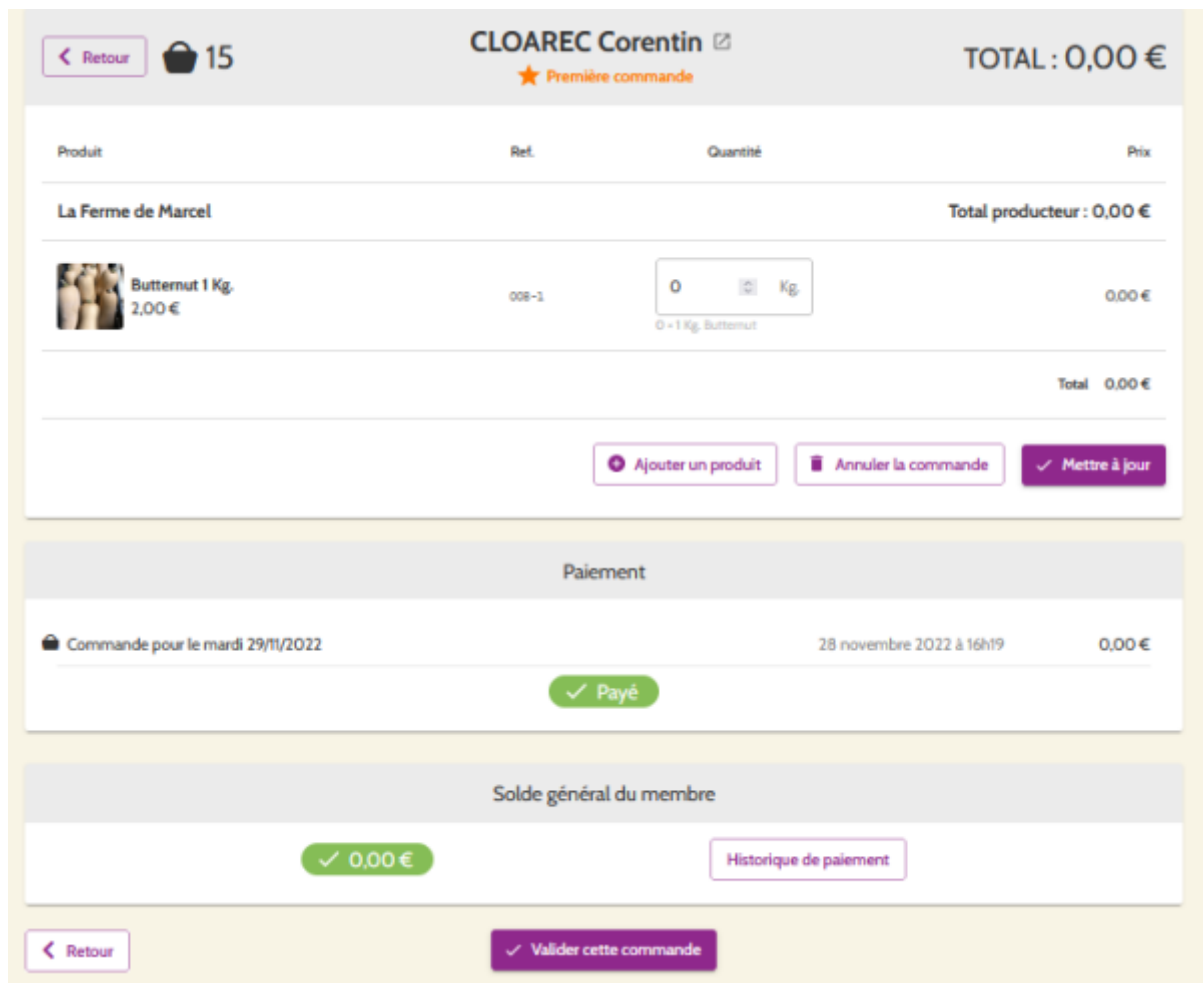 Retour 15 CLOAREC Corentin TOTAL : 0,00 €
Première commande
Produit Ref. Quantité Prix
La Ferme de Marcel Total producteur : 0,00 €
Butternut 1 Kg. 008-1 0 Kg. 0,00 €
2,00 €
0 × 1 Kg. Butternut
Total 0,00 €
Ajouter un produit Annuler la commande Mettre à jour
Paiement
Commande pour le mardi 29/11/2022 28 novembre 2022 à 16h19 0,00 €
Payé
Solde général du membre
0,00 € Historique de paiement
Retour Valider cette commande